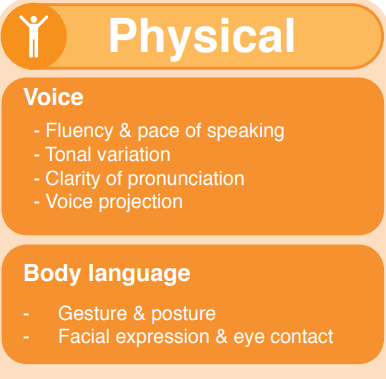 Physical
Voice
- Fluency & pace of speaking
- Tonal variation
- Clarity of pronunciation
- Voice projection
Body language
- Gesture & posture
- Facial expression & eye contact